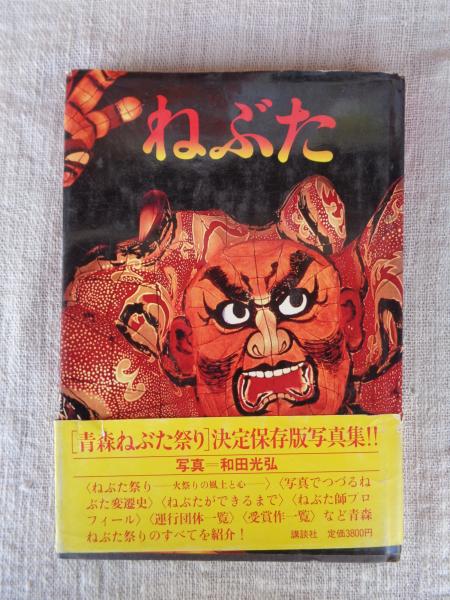 ねぶた
[青森ねぶた祭り]決定保存版写真集!!
写真=和田光弘
〈ねぶた祭り――火祭りの風土と心――〉〈写真でつづるね
ぶた変遷史〉〈ねぶたができるまで〉〈ねぶた師プロ
フィール〉〈運行団体一覧〉〈受賞作一覧〉など青森
ねぶた祭りのすべてを紹介!
講談社 定価3800円